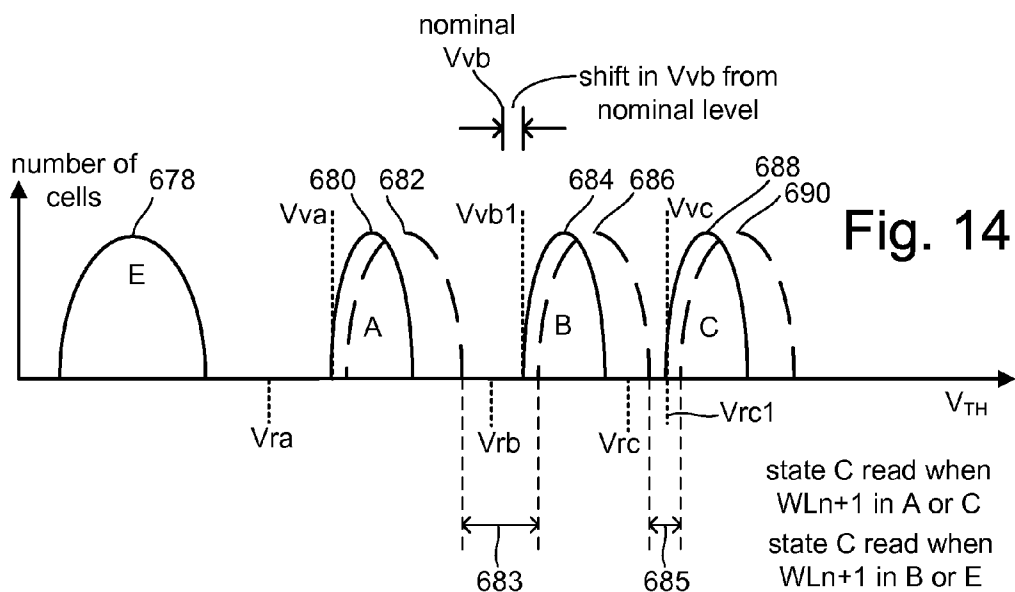 nominal
Vvb
shift in Vvb from
nominal level
number of
cells
678
680
682
684
686
688
690
Vva
Vvb1
Vvc
Fig. 14
E
A
B
C
Vra
Vrb
Vrc
Vrc1
VTH
683
685
state C read when
WLn+1 in A or C
state C read when
WLn+1 in B or E